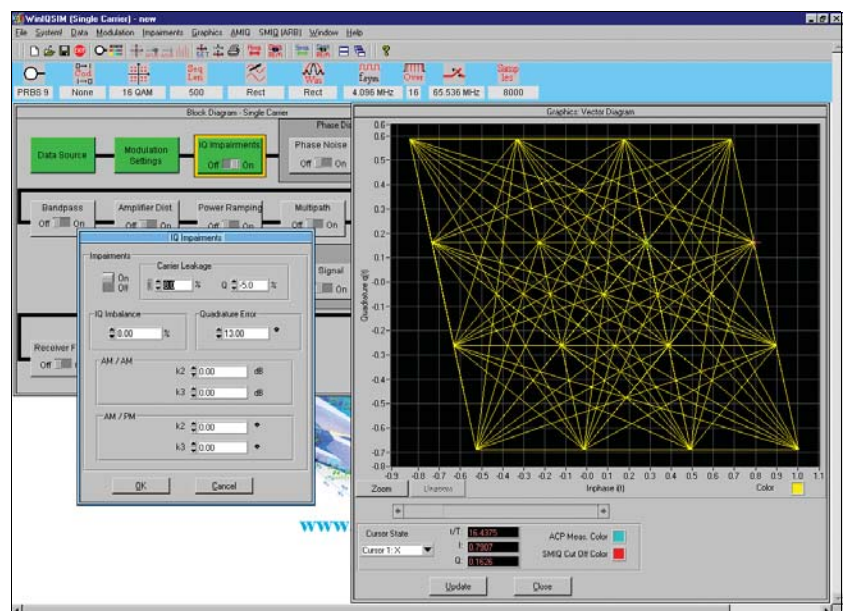 WinIQSIM (Single Carrier) - new
File System! Data Modulation Impairments Graphics AMIQ SMIQ (ARB) Window Help
PRBS 9 None 16 QAM 500 Rect Rect 4.096 MHz 16 65.536 MHz 8000
Block Diagram - Single Carrier
Data Source
Modulation Settings
IQ Impairments
Off On
Phase Noise
Off On
Bandpass
Off On
Amplifier Dist.
Off On
Power Ramping
Off On
Multipath
Off On
Signal
On
Receiver F
Off
IQ Impairments
Impairments
On
Off
Carrier Leakage
% Q -5.0 %
IQ Imbalance
0.00 %
Quadrature Error
13.00 °
AM / AM
k2 0.00 dB
k3 0.00 dB
AM / PM
k2 0.00 °
k3 0.00 °
OK Cancel
www.
Graphics: Vector Diagram
Quadrature q(t)
0.6
0.6
0.4
0.3
0.2
0.1
-0.0
-0.1
-0.2
-0.3
-0.4
-0.5
-0.6
-0.7
-0.8
-0.9 -0.8 -0.7 -0.6 -0.5 -0.4 -0.3 -0.2 -0.1 -0.0 0.1 0.2 0.3 0.4 0.5 0.6 0.7 0.8 0.9 1.0 1.1
Zoom Unzoom Inphase i(t) Color
Cursor State
Cursor 1: X
t/T: 16.4375
I: 0.7907
Q: 0.1626
ACP Meas. Color
SMIQ Cut Off Color
Update Close